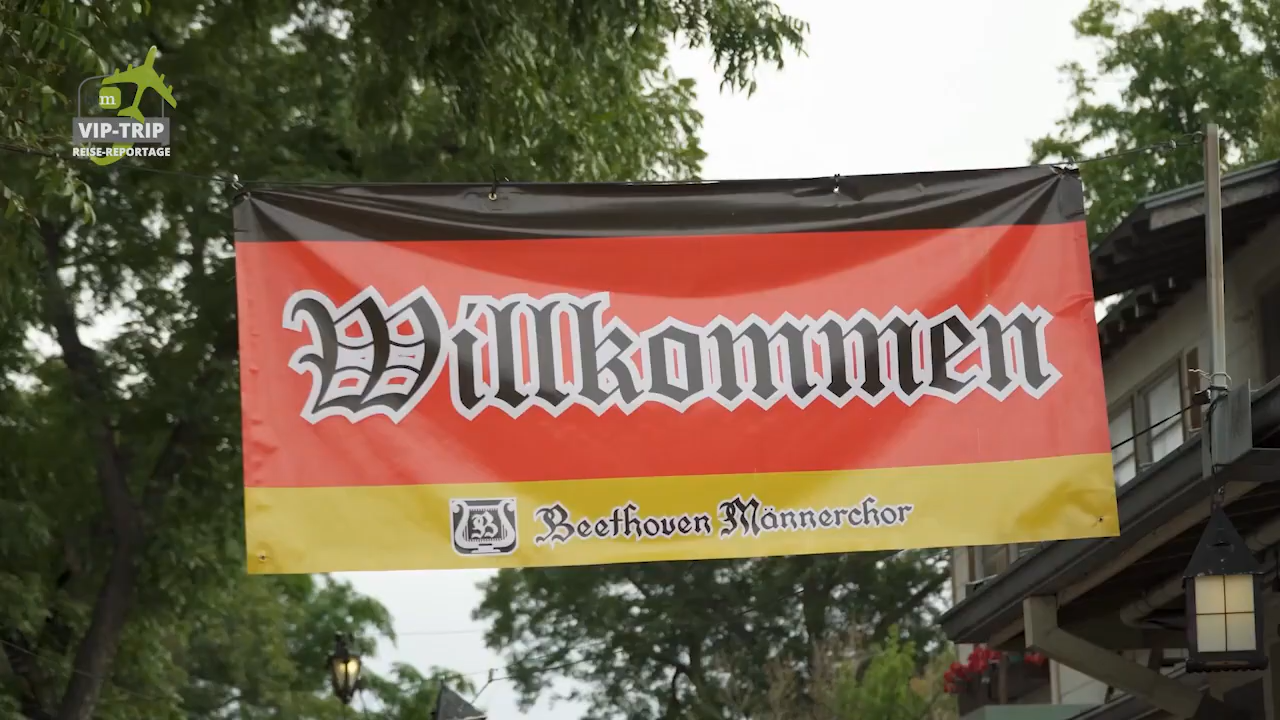 m
VIP-TRIP
REISE-REPORTAGE
Willkommen
B
Beethoven Männerchor